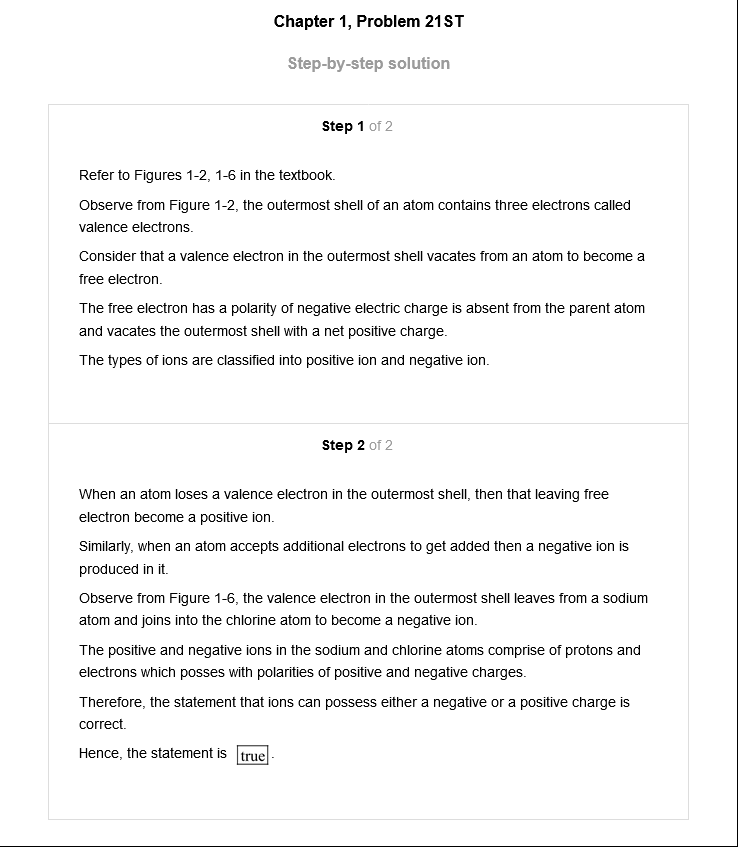 Chapter 1, Problem 21ST
Step-by-step solution
Step 1 of 2
Refer to Figures 1-2, 1-6 in the textbook.
Observe from Figure 1-2, the outermost shell of an atom contains three electrons called
valence electrons.
Consider that a valence electron in the outermost shell vacates from an atom to become a
free electron.
The free electron has a polarity of negative electric charge is absent from the parent atom
and vacates the outermost shell with a net positive charge.
The types of ions are classified into positive ion and negative ion.
Step 2 of 2
When an atom loses a valence electron in the outermost shell, then that leaving free
electron become a positive ion.
Similarly, when an atom accepts additional electrons to get added then a negative ion is
produced in it.
Observe from Figure 1-6, the valence electron in the outermost shell leaves from a sodium
atom and joins into the chlorine atom to become a negative ion.
The positive and negative ions in the sodium and chlorine atoms comprise of protons and
electrons which posses with polarities of positive and negative charges.
Therefore, the statement that ions can possess either a negative or a positive charge is
correct.
Hence, the statement is true.